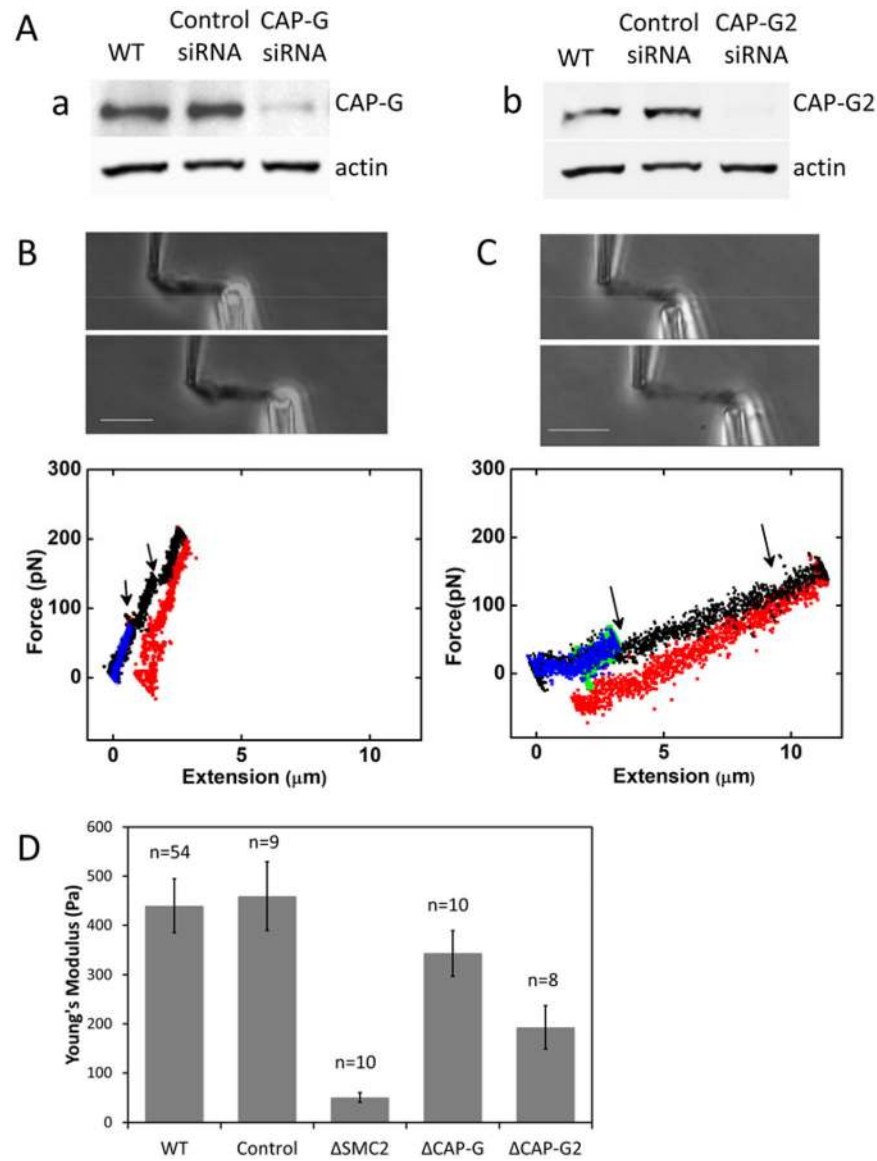 A
WT
Control siRNA
CAP-G siRNA
a
CAP-G
actin
WT
Control siRNA
CAP-G2 siRNA
b
CAP-G2
actin
B
C
300
200
100
0
Force (pN)
0 5 10
Extension (μm)
300
200
100
0
Force(pN)
0 5 10
Extension (μm)
D
600
500
400
300
200
100
0
Young's Modulus (Pa)
n=54
n=9
n=10
n=10
n=8
WT Control ΔSMC2 ΔCAP-G ΔCAP-G2